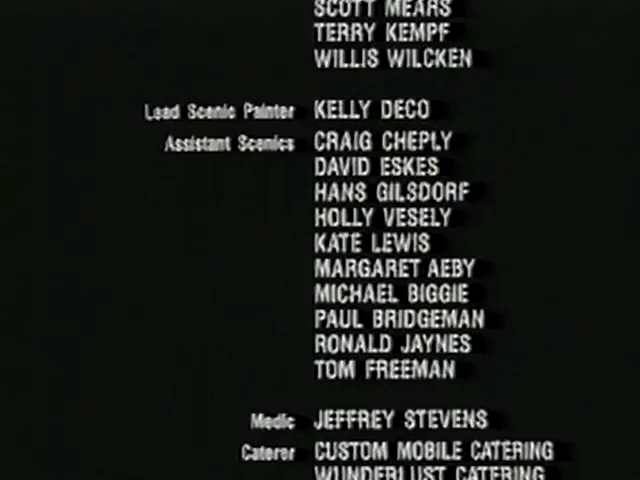 SCOTT MEARS
TERRY KEMPF
WILLIS WILCKEN
Lead Scenic Painter KELLY DECO
Assistant Scenics CRAIG CHEPLY
DAVID ESKES
HANS GILSDORF
HOLLY VESELY
KATE LEWIS
MARGARET AEBY
MICHAEL BIGGIE
PAUL BRIDGEMAN
RONALD JAYNES
TOM FREEMAN
Medic JEFFREY STEVENS
Caterer CUSTOM MOBILE CATERING
WUNDERLUST CATERING